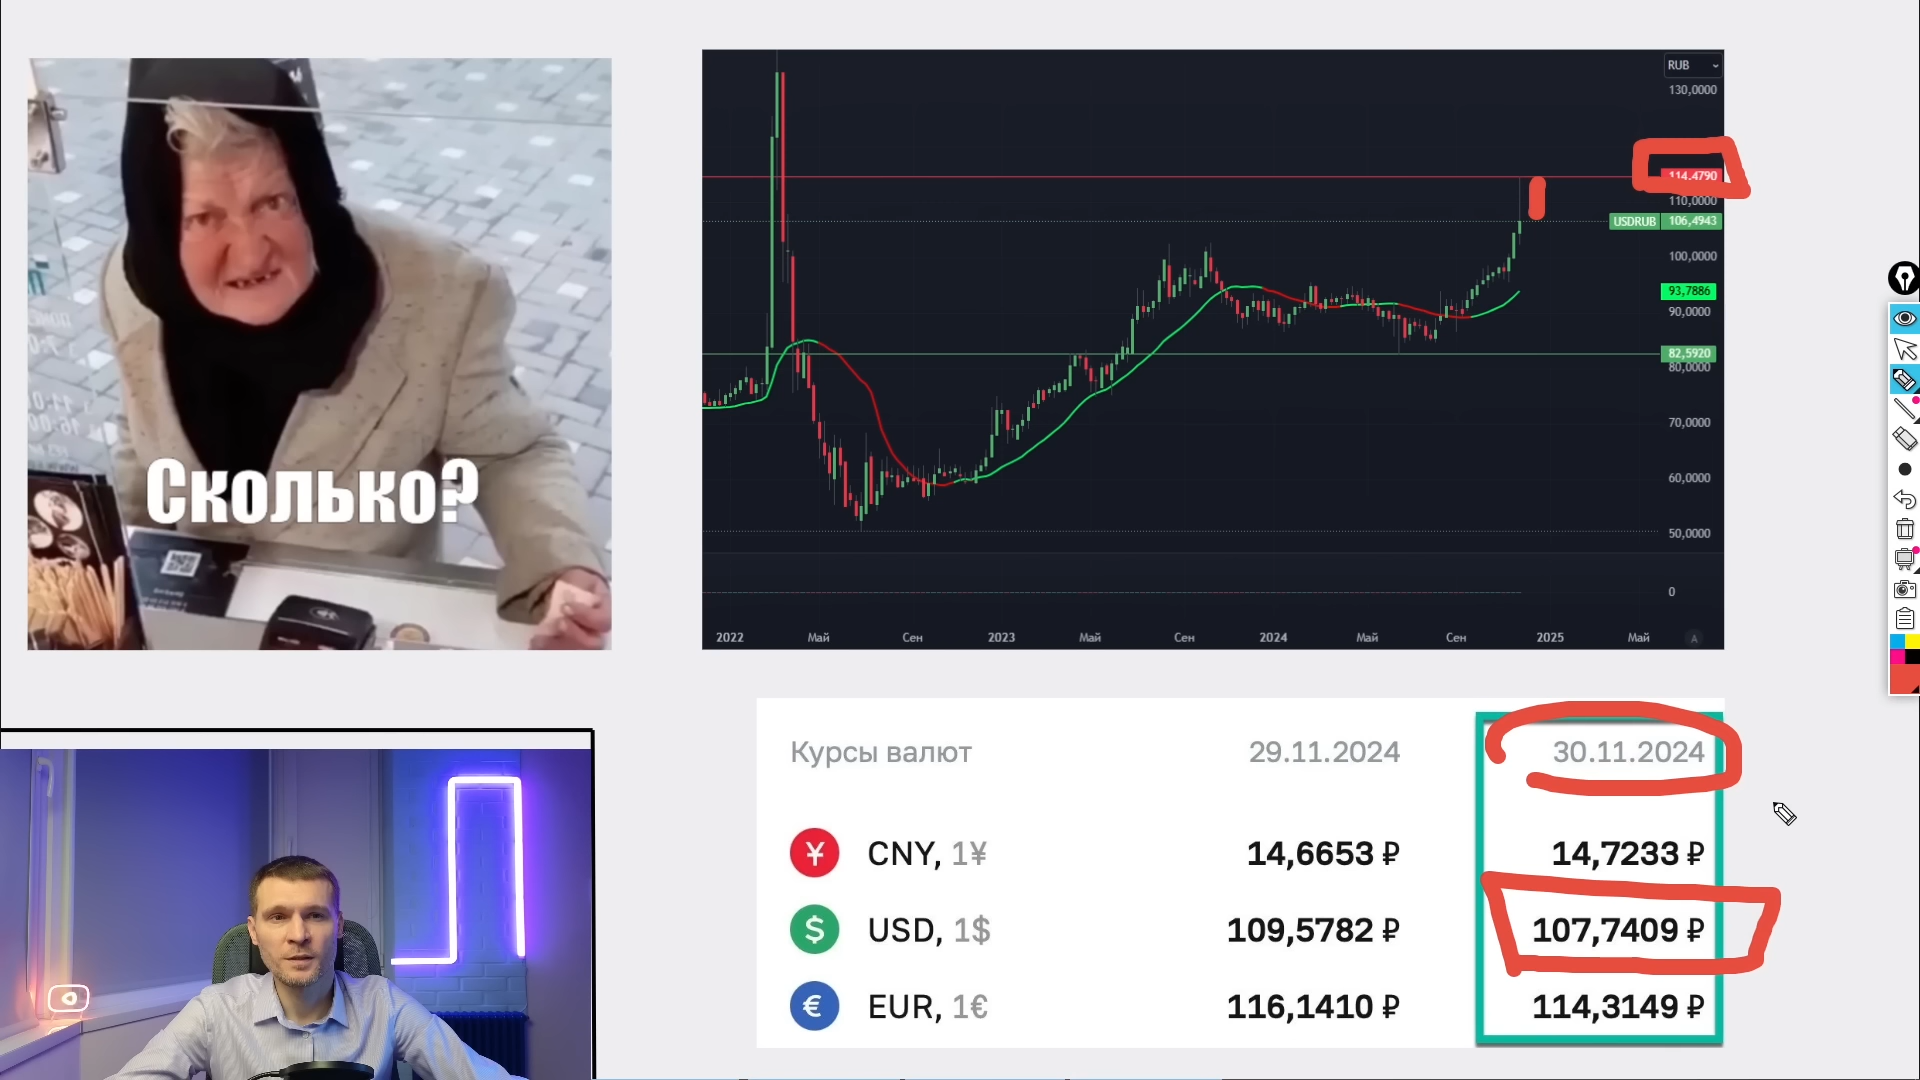 Сколько?
RUB
130,0000
114,4790
110,0000
USDRUB 106,4943
100,0000
93,7886
90,0000
82,5920
80,0000
70,0000
60,0000
50,0000
0
2022 Май Сен 2023 Май Сен 2024 Май Сен 2025 Май A
Курсы валют 29.11.2024 30.11.2024
¥ CNY, 1¥ 14,6653 ₽ 14,7233 ₽
$ USD, 1$ 109,5782 ₽ 107,7409 ₽
€ EUR, 1€ 116,1410 ₽ 114,3149 ₽